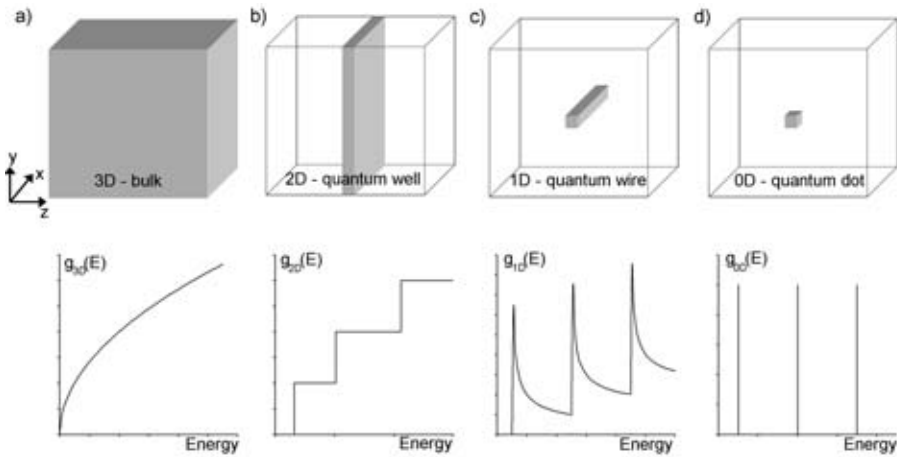 a)
b)
c)
d)
y
x
z
3D - bulk
2D - quantum well
1D - quantum wire
0D - quantum dot
g3D(E)
g2D(E)
g1D(E)
g0D(E)
Energy
Energy
Energy
Energy